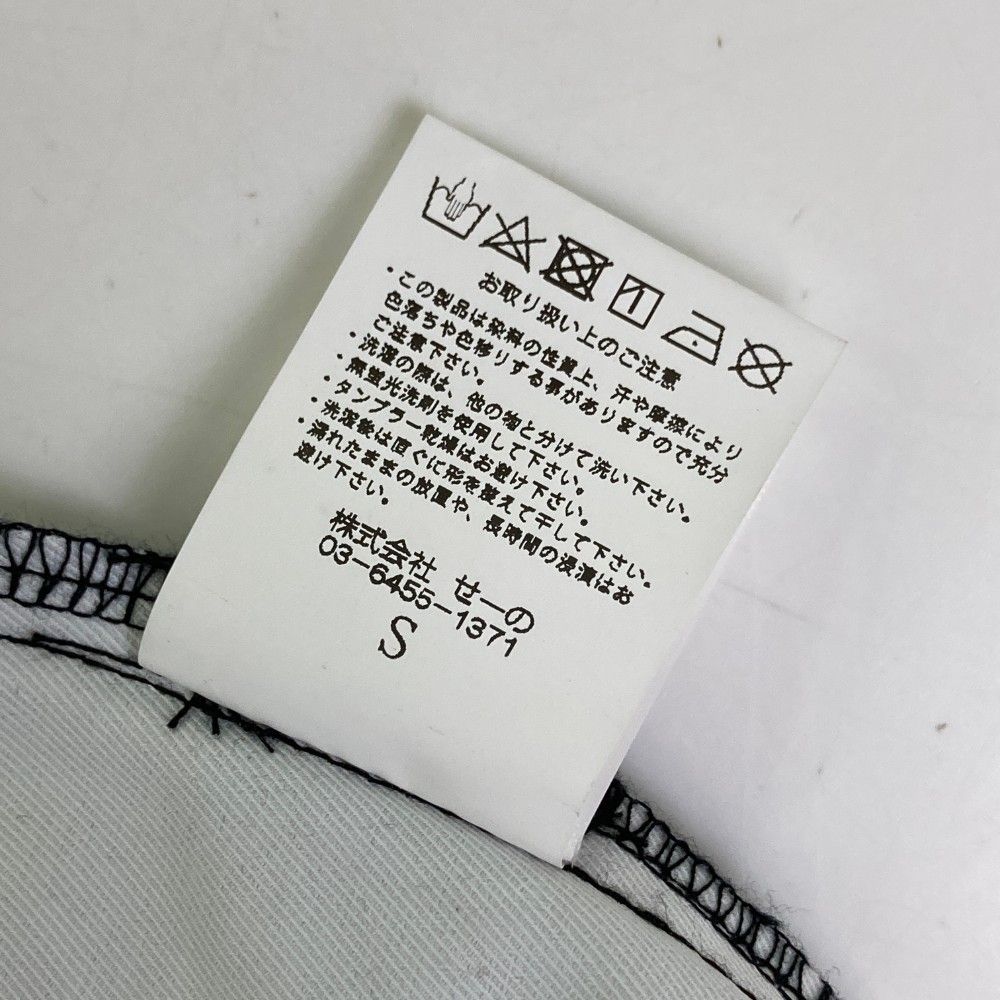 お取り扱い上のご注意
・この製品は染料の性質上、汗や摩擦により
色落ちや色移りする事がありますので充分
ご注意下さい。
・洗濯の際は、他の物と分けて洗い下さい。
・無蛍光洗剤を使用して下さい。
・タンブラー乾燥はお避け下さい。
・洗濯後は直ぐに形を整えて干して下さい。
・濡れたままの放置や、長時間の浸漬はお
避け下さい。
株式会社 せーの
03-6455-1371
S